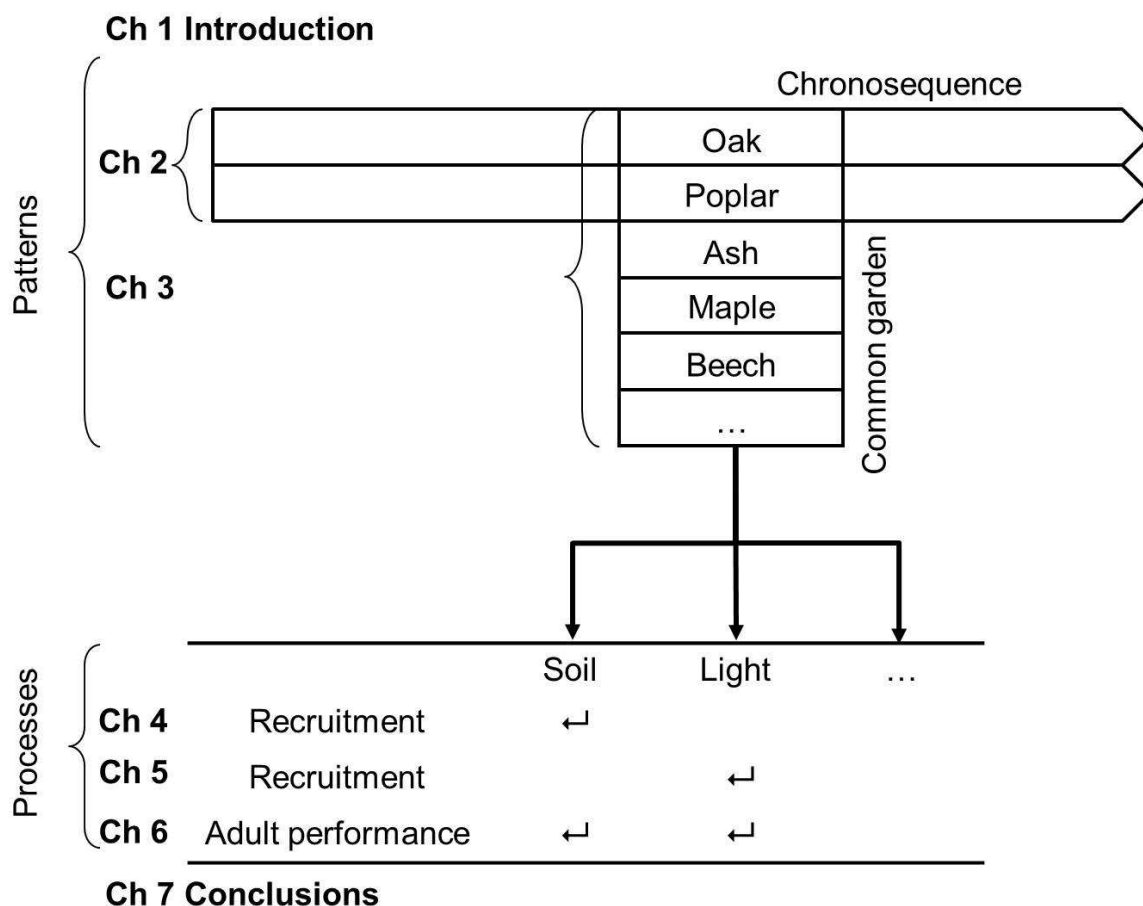 Ch 1 Introduction
Patterns
Chronosequence
Ch 2
Oak
Poplar
Ch 3
Ash
Maple
Beech
…
Common garden
Processes
Soil Light …
Ch 4 Recruitment ↵
Ch 5 Recruitment ↵
Ch 6 Adult performance ↵ ↵
Ch 7 Conclusions